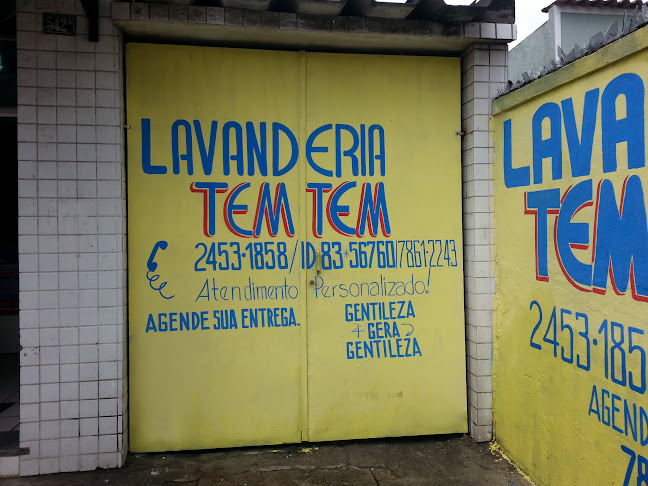 542A
LAVANDERIA
TEM TEM
2453·1858/ID 83*56760/7861-2243
Atendimento Personalizado!
AGENDE SUA ENTREGA.
GENTILEZA
GERA
GENTILEZA
LAVA
TEM
2453·185
AGEND
78